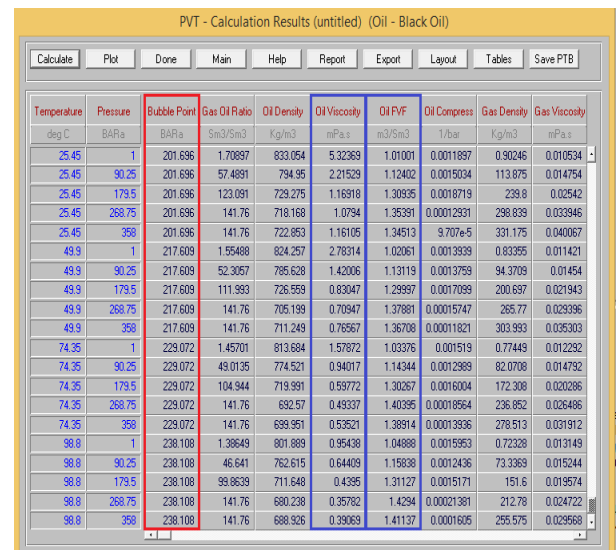 PVT - Calculation Results (untitled) (Oil - Black Oil)
Calculate Plot Done Main Help Report Export Layout Tables Save PTB
Temperature Pressure Bubble Point Gas Oil Ratio Oil Density Oil Viscosity Oil FVF Oil Compress Gas Density Gas Viscosity
deg C BARa BARa Sm3/Sm3 Kg/m3 mPa.s m3/Sm3 1/bar Kg/m3 mPa.s
25.45 1 201.696 1.70897 833.054 5.32369 1.01001 0.0011897 0.90246 0.010534
25.45 90.25 201.696 57.4891 794.95 2.21529 1.12402 0.0015034 113.875 0.014754
25.45 179.5 201.696 123.091 729.275 1.16918 1.30935 0.0018719 239.8 0.02542
25.45 268.75 201.696 141.76 718.168 1.0794 1.35391 0.00012931 298.839 0.033946
25.45 358 201.696 141.76 722.853 1.16105 1.34513 9.707e-5 331.175 0.040067
49.9 1 217.609 1.55488 824.257 2.78314 1.02061 0.0013939 0.83355 0.011421
49.9 90.25 217.609 52.3057 785.628 1.42006 1.13119 0.0013759 94.3709 0.01454
49.9 179.5 217.609 111.993 726.559 0.83047 1.29997 0.0017099 200.697 0.021943
49.9 268.75 217.609 141.76 705.199 0.70947 1.37881 0.00015747 265.77 0.029396
49.9 358 217.609 141.76 711.249 0.76567 1.36708 0.00011821 303.993 0.035303
74.35 1 229.072 1.45701 813.684 1.57872 1.03376 0.001519 0.77449 0.012292
74.35 90.25 229.072 49.0135 774.521 0.94017 1.14344 0.0012989 82.0708 0.014792
74.35 179.5 229.072 104.944 719.991 0.59772 1.30267 0.0016004 172.308 0.020286
74.35 268.75 229.072 141.76 692.57 0.49337 1.40395 0.00018564 236.852 0.026486
74.35 358 229.072 141.76 699.951 0.53521 1.38914 0.00013936 278.513 0.031912
98.8 1 238.108 1.38649 801.889 0.95438 1.04888 0.0015953 0.72328 0.013149
98.8 90.25 238.108 46.641 762.615 0.64409 1.15838 0.0012436 73.3369 0.015244
98.8 179.5 238.108 99.8639 711.648 0.4395 1.31127 0.0015171 151.6 0.019574
98.8 268.75 238.108 141.76 680.238 0.35782 1.4294 0.00021381 212.78 0.024722
98.8 358 238.108 141.76 688.926 0.39069 1.41137 0.0001605 255.575 0.029568